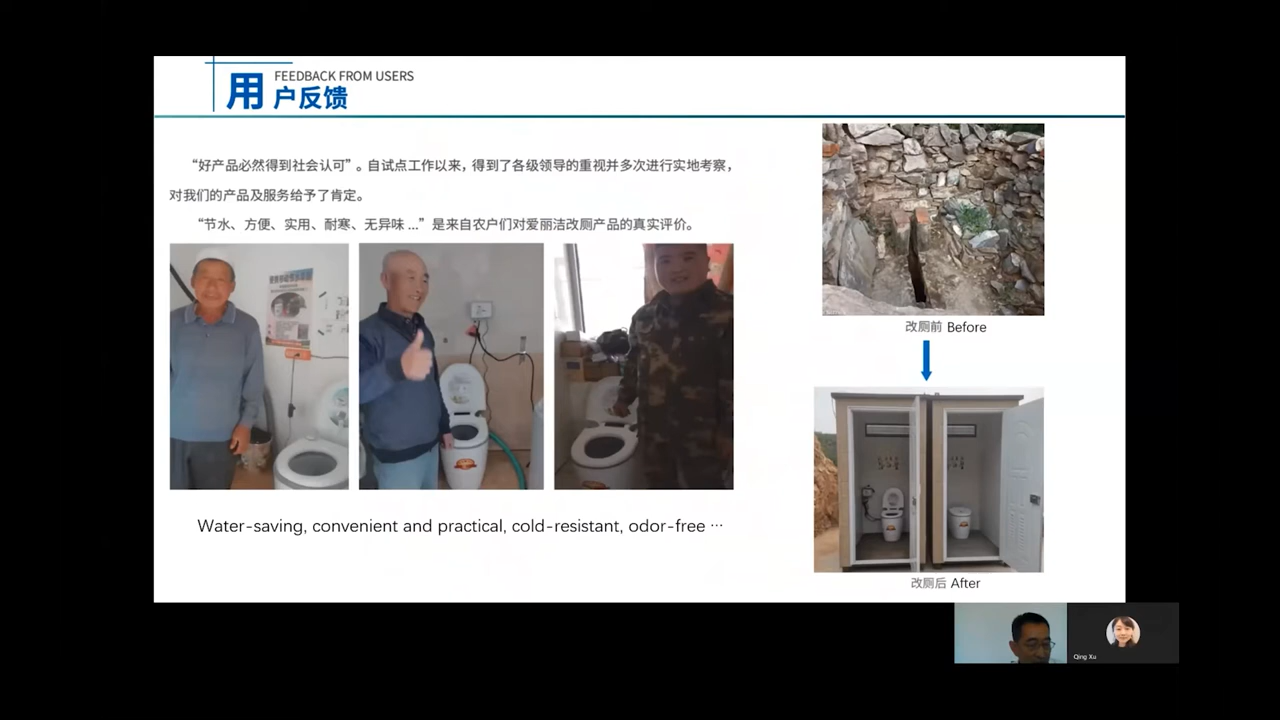 FEEDBACK FROM USERS
用户反馈
“好产品必然得到社会认可”。自试点工作以来，得到了各级领导的重视并多次进行实地考察，
对我们的产品及服务给予了肯定。
“节水、方便、实用、耐寒、无异味 ...”是来自农户们对爱丽洁改厕产品的真实评价。
改厕前 Before
Water-saving, convenient and practical, cold-resistant, odor-free ···
改厕后 After
Qing Xu